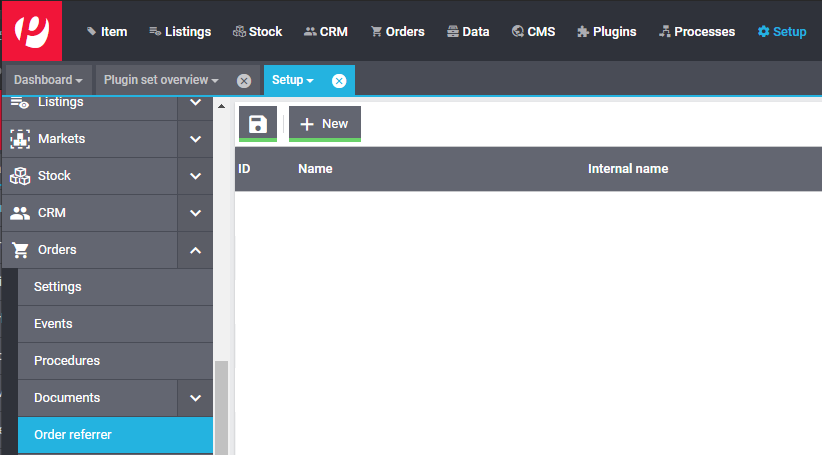 Item Listings Stock CRM Orders Data CMS Plugins Processes Setup
Dashboard Plugin set overview Setup
Listings
Markets
Stock
CRM
Orders
Settings
Events
Procedures
Documents
Order referrer
New
ID Name Internal name